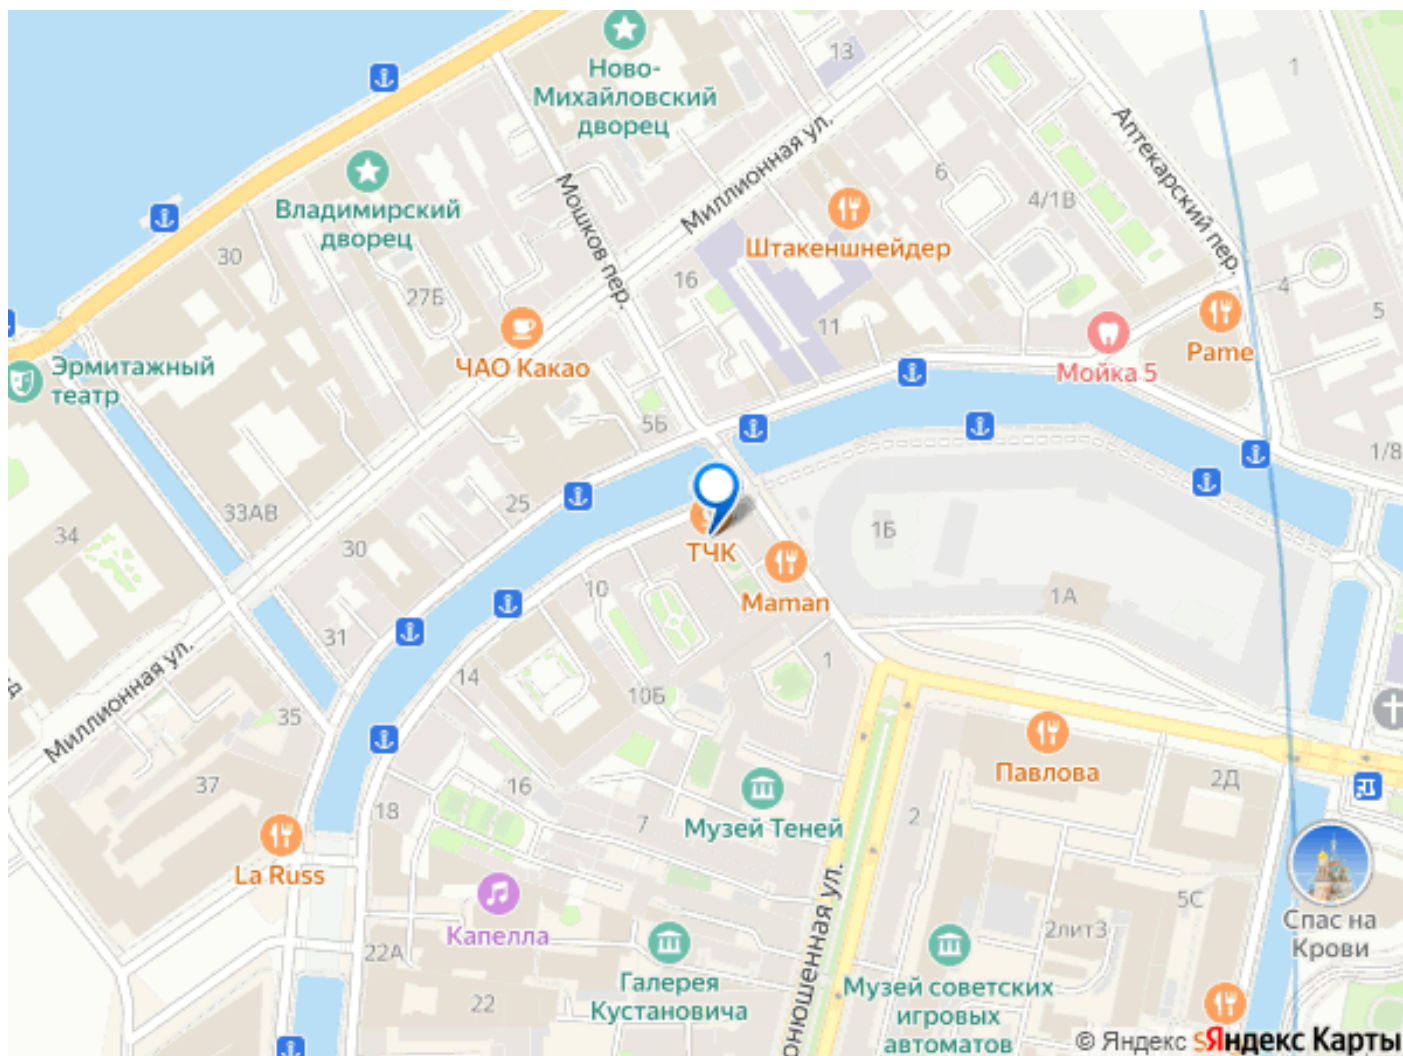 Ново-
Михайловский
дворец
13
1
Миллионная ул.
Аптекарский пер.
Владимирский
дворец
Мошков пер.
6
4/1В
Штакеншнейдер
30
27Б
16
11
4
5
ЧАО Какао
Pame
Мойка 5
Эрмитажный
театр
5Б
1/8
25
33АВ
34
30
1Б
ТЧК
10
Maman
1А
31
Миллионная ул.
14
10Б
1
35
37
18
16
7
Музей Теней
Павлова
2Д
2
La Russ
Капелла
22А
22
Галерея
Кустановича
онюшенная ул.
Музей советских
игровых
автоматов
2лит3
5С
Спас на
Крови
© Яндекс
Яндекс Карты